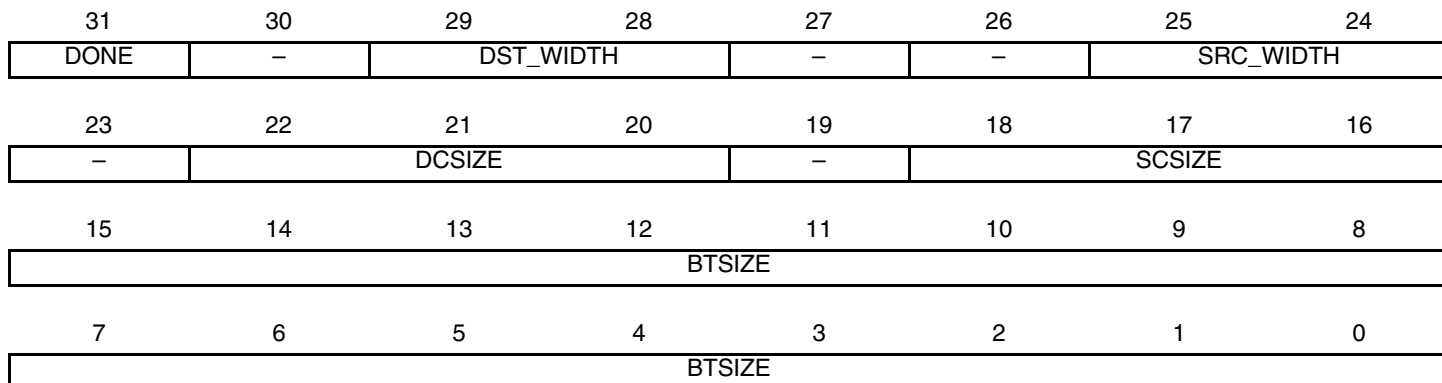 31 30 29 28 27 26 25 24
DONE – DST_WIDTH – – SRC_WIDTH
23 22 21 20 19 18 17 16
– DCSIZE – SCSIZE
15 14 13 12 11 10 9 8
BTSIZE
7 6 5 4 3 2 1 0
BTSIZE